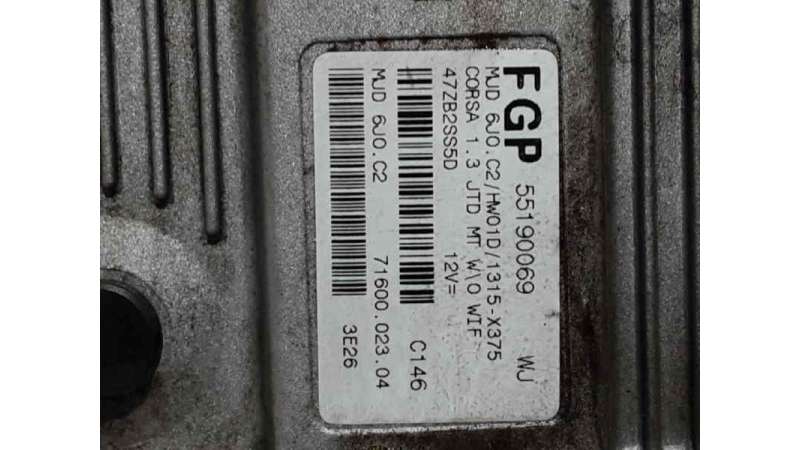 FGP 55190069 WJ
MJD 6JO.C2/HW01D/1315-X375
CORSA 1.3 JTD MT W\O WIF
47ZB2SS5D 12V=
C146
MJD 6JO.C2 71600.023.04
3E26